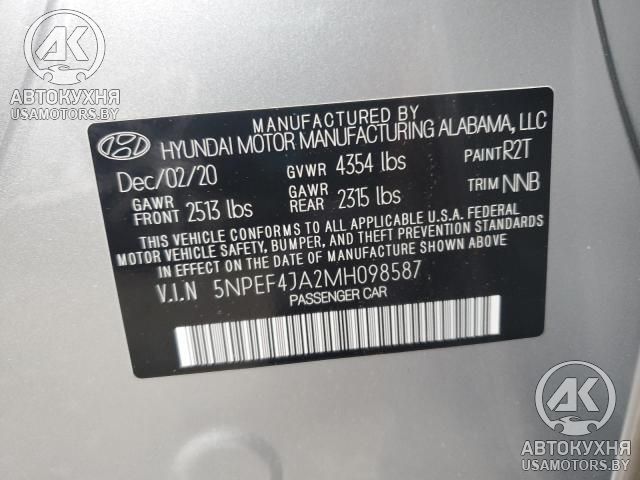 AK
АВТОКУХНЯ
USAMOTORS.BY
MANUFACTURED BY
HYUNDAI MOTOR MANUFACTURING ALABAMA, LLC
Dec/02/20 GVWR 4354 lbs PAINT R2T
GAWR FRONT 2513 lbs GAWR REAR 2315 lbs TRIM NNB
THIS VEHICLE CONFORMS TO ALL APPLICABLE U.S.A. FEDERAL
MOTOR VEHICLE SAFETY, BUMPER, AND THEFT PREVENTION STANDARDS
IN EFFECT ON THE DATE OF MANUFACTURE SHOWN ABOVE.
V.I.N 5NPEF4JA2MH098587
PASSENGER CAR
AK
АВТОКУХНЯ
USAMOTORS.BY